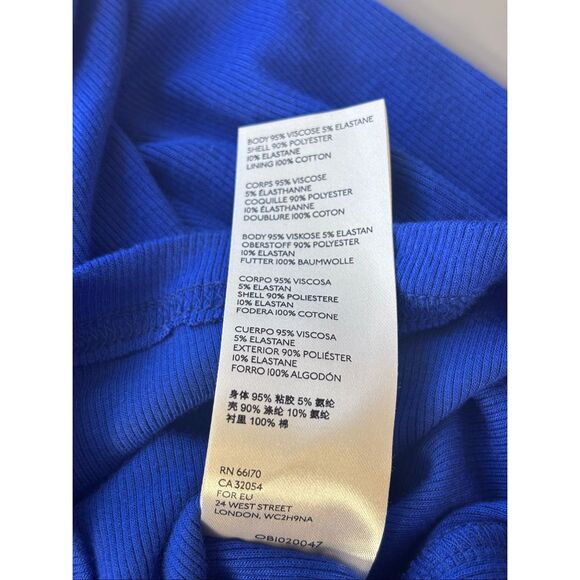 BODY 95% VISCOSE 5% ELASTANE
SHELL 90% POLYESTER
10% ELASTANE
LINING 100% COTTON
CORPS 95% VISCOSE
5% ÉLASTHANNE
COQUILLE 90% POLYESTER
10% ÉLASTHANNE
DOUBLURE 100% COTON
BODY 95% VISKOSE 5% ELASTAN
OBERSTOFF 90% POLYESTER
10% ELASTAN
FUTTER 100% BAUMWOLLE
CORPO 95% VISCOSA
5% ELASTAN
SHELL 90% POLIESTERE
10% ELASTAN
FODERA 100% COTONE
CUERPO 95% VISCOSA
5% ELASTANE
EXTERIOR 90% POLIÉSTER
10% ELASTANE
FORRO 100% ALGODÓN
身体 95% 粘胶 5% 氨纶
壳 90% 涤纶 10% 氨纶
衬里 100% 棉
RN 66170
CA 32054
FOR EU
24 WEST STREET
LONDON, WC2H9NA
OB1020047